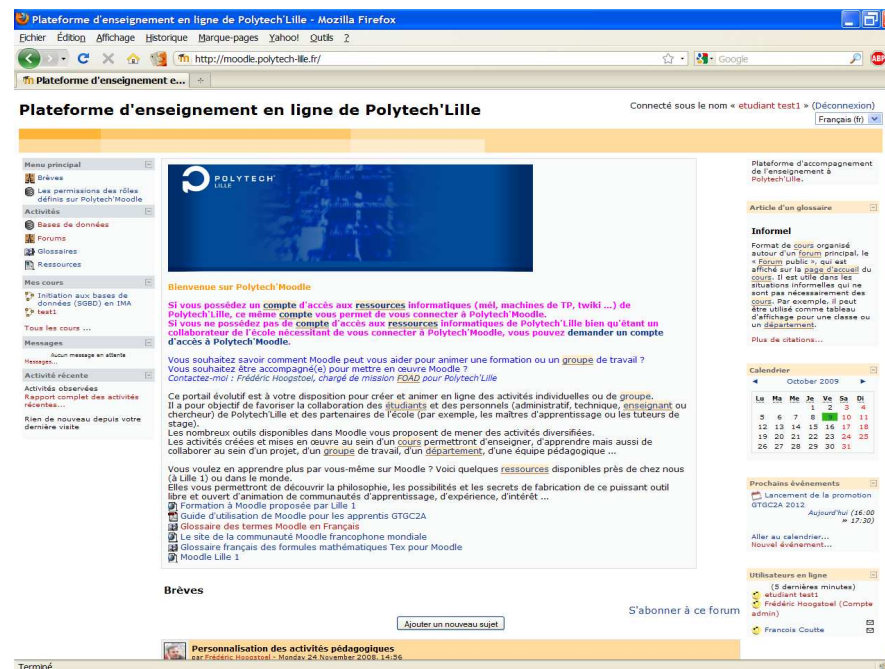 Plateforme d'enseignement en ligne de Polytech'Lille - Mozilla Firefox
Fichier Édition Affichage Historique Marque-pages Yahoo! Outils ?
http://moodle.polytech-lille.fr/
Google
ABP
Plateforme d'enseignement e...
Plateforme d'enseignement en ligne de Polytech'Lille
Connecté sous le nom « etudiant test1 » (Déconnexion)
Français (fr)
Menu principal
Brèves
Les permissions des rôles
définis sur Polytech'Moodle
Activités
Bases de données
Forums
Glossaires
Ressources
Mes cours
Initiation aux bases de
données (SGBD) en IMA
test1
Tous les cours ...
Messages
Aucun message en attente
Messages...
Activité récente
Activités observées
Rapport complet des activités
récentes...
Rien de nouveau depuis votre
dernière visite
POLYTECH'
LILLE
Bienvenue sur Polytech'Moodle
Si vous possédez un compte d'accès aux ressources informatiques (mél, machines de TP, twiki ...) de
Polytech'Lille, ce même compte vous permet de vous connecter à Polytech'Moodle.
Si vous ne possédez pas de compte d'accès aux ressources informatiques de Polytech'Lille bien qu'étant un
collaborateur de l'école nécessitant de vous connecter à Polytech'Moodle, vous pouvez demander un compte
d'accès à Polytech'Moodle.
Vous souhaitez savoir comment Moodle peut vous aider pour animer une formation ou un groupe de travail ?
Vous souhaitez être accompagné(e) pour mettre en œuvre Moodle ?
Contactez-moi : Frédéric Hoogstoel, chargé de mission FOAD pour Polytech'Lille
Ce portail évolutif est à votre disposition pour créer et animer en ligne des activités individuelles ou de groupe.
Il a pour objectif de favoriser la collaboration des étudiants et des personnels (administratif, technique, enseignant ou
chercheur) de Polytech'Lille et des partenaires de l'école (par exemple, les maîtres d'apprentissage ou les tuteurs de
stage).
Les nombreux outils disponibles dans Moodle vous proposent de mener des activités diversifiées.
Les activités créées et mises en œuvre au sein d'un cours permettront d'enseigner, d'apprendre mais aussi de
collaborer au sein d'un projet, d'un groupe de travail, d'un département, d'une équipe pédagogique ...
Vous voulez en apprendre plus par vous-même sur Moodle ? Voici quelques ressources disponibles près de chez nous
(à Lille 1) ou dans le monde.
Elles vous permettront de découvrir la philosophie, les possibilités et les secrets de fabrication de ce puissant outil
libre et ouvert d'animation de communautés d'apprentissage, d'expérience, d'intérêt ...
Formation à Moodle proposée par Lille 1
Guide d'utilisation de Moodle pour les apprentis GTGC2A
Glossaire des termes Moodle en Français
Le site de la communauté Moodle francophone mondiale
Glossaire français des formules mathématiques Tex pour Moodle
Moodle Lille 1
Brèves
S'abonner à ce forum
Ajouter un nouveau sujet
Personnalisation des activités pédagogiques
par Frédéric Hoogstoel - Monday 24 November 2008, 14:56
Plateforme d'accompagnement
de l'enseignement à
Polytech'Lille.
Article d'un glossaire
Informel
Format de cours organisé
autour d'un forum principal, le
« Forum public », qui est
affiché sur la page d'accueil du
cours. Il est utile dans les
situations informelles qui ne
sont pas nécessairement des
cours. Par exemple, il peut
être utilisé comme tableau
d'affichage pour une classe ou
un département.
Plus de citations...
Calendrier
◄ October 2009 ►
Lu Ma Me Je Ve Sa Di
1 2 3 4
5 6 7 8 9 10 11
12 13 14 15 16 17 18
19 20 21 22 23 24 25
26 27 28 29 30 31
Prochains événements
Lancement de la promotion
GTGC2A 2012
Aujourd'hui (16:00
» 17:30)
Aller au calendrier...
Nouvel événement...
Utilisateurs en ligne
(5 dernières minutes)
etudiant test1
Frédéric Hoogstoel (Compte
admin)
Francois Coutte
Terminé